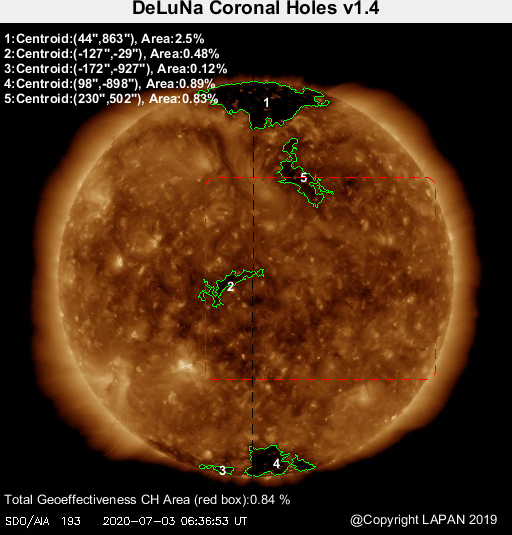 DeLuNa Coronal Holes v1.4
1:Centroid:(44",863"), Area:2.5%
2:Centroid:(-127",-29"), Area:0.48%
3:Centroid:(-172",-927"), Area:0.12%
4:Centroid:(98",-898"), Area:0.89%
5:Centroid:(230",502"), Area:0.83%
1
5
2
3
4
Total Geoeffectiveness CH Area (red box):0.84 %
SDO/AIA 193 2020-07-03 06:36:53 UT
@Copyright LAPAN 2019